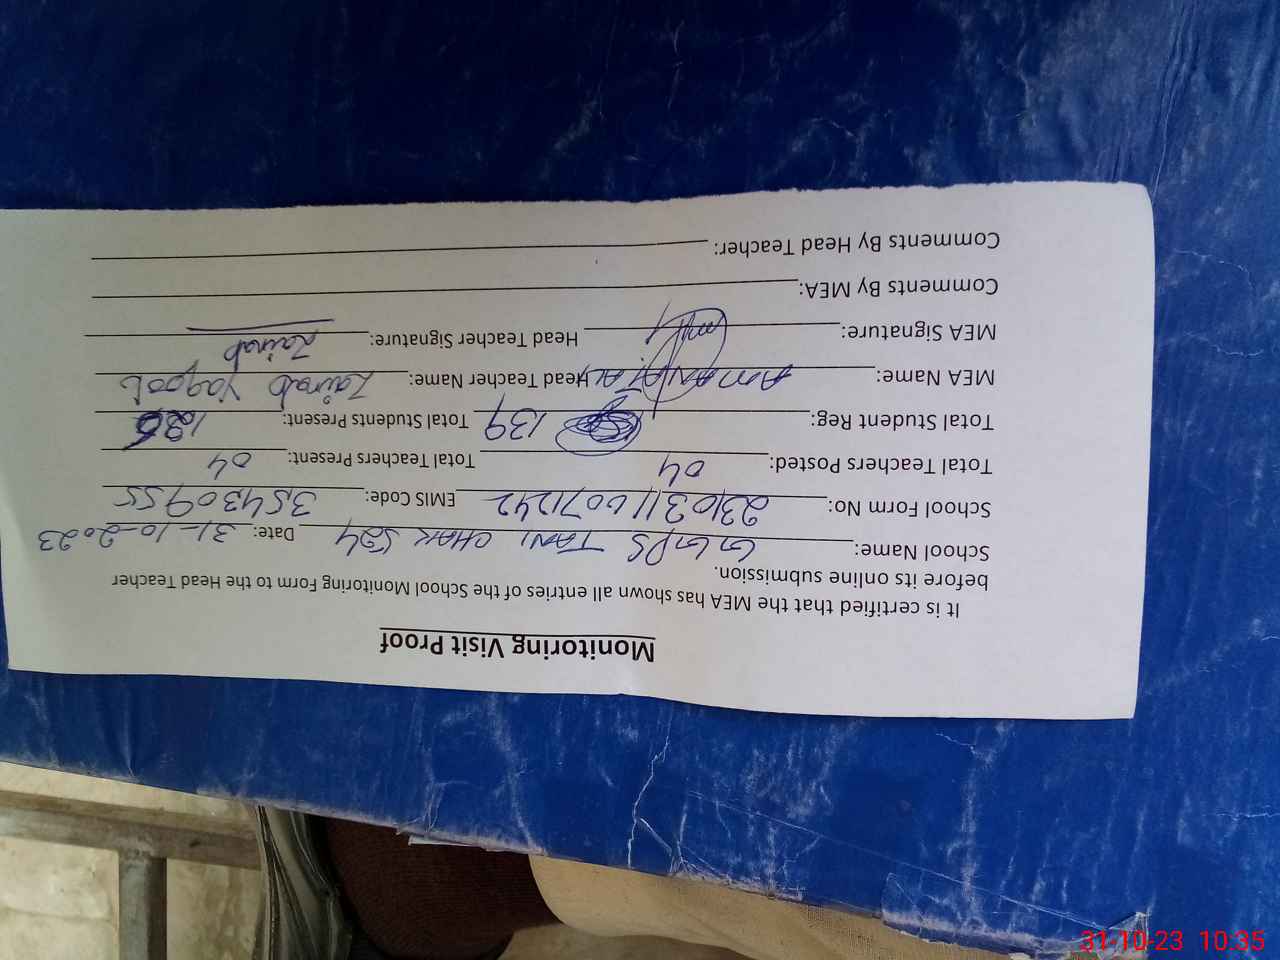 Monitoring Visit Proof
It is certified that the MEA has shown all entries of the School Monitoring Form to the Head Teacher
before its online submission.
School Name: GGPS TANI CHAK 524 Date: 31-10-2023
School Form No: 231031160071242 EMIS Code: 35430955
Total Teachers Posted: 04 Total Teachers Present: 04
Total Student Reg: 139 Total Students Present:
MEA Name: AMANAT ALI Head Teacher Name: Zainab Yaqoob
MEA Signature: Head Teacher Signature: Zainab
Comments By MEA:
Comments By Head Teacher:
31-10-23 10:35